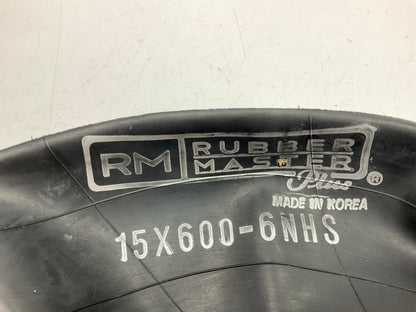 RM RUBBER
MASTER
Plus ®
MADE IN KOREA
15X600-6NHS